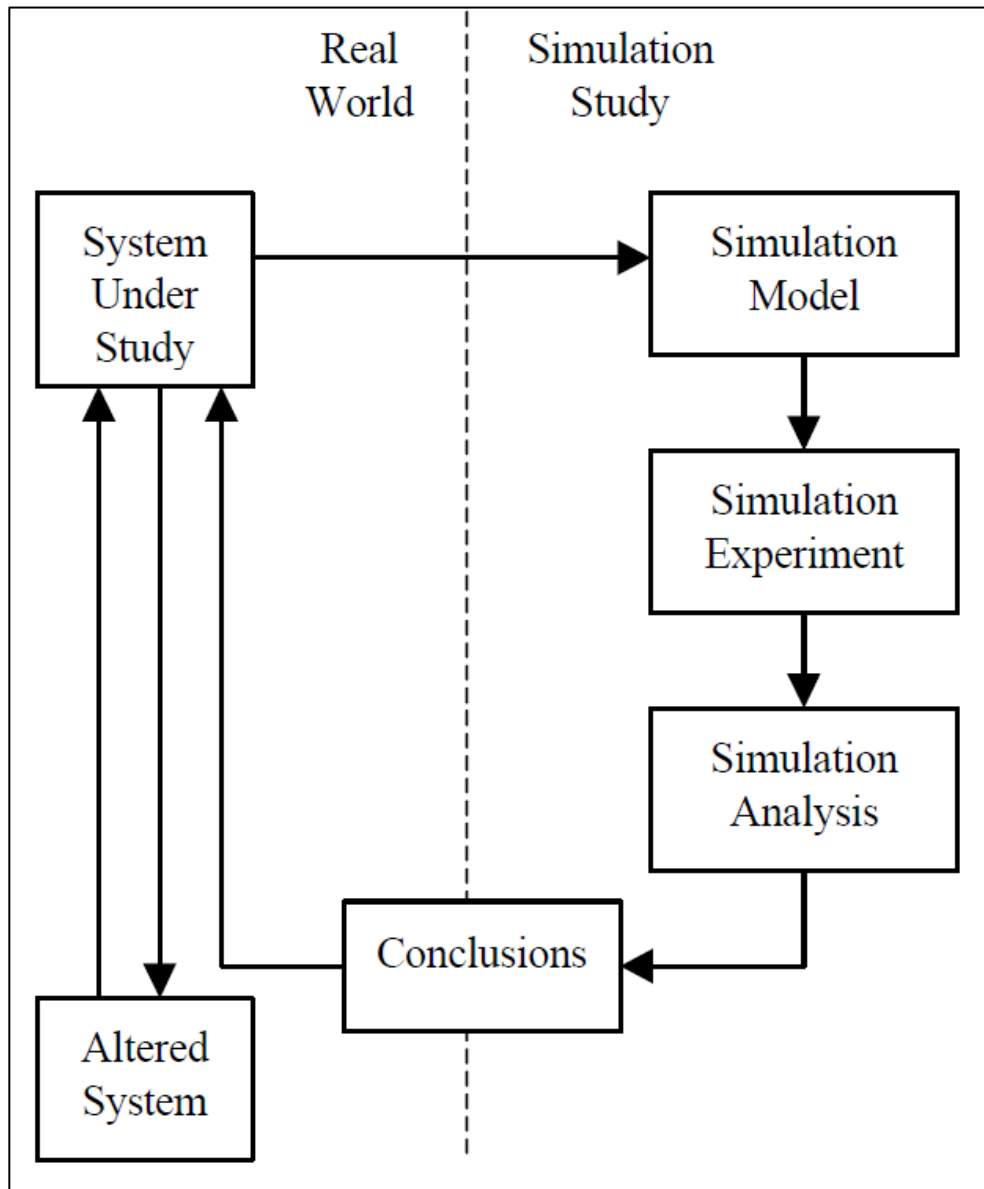 Real
World
Simulation
Study
System
Under
Study
Simulation
Model
Simulation
Experiment
Simulation
Analysis
Conclusions
Altered
System